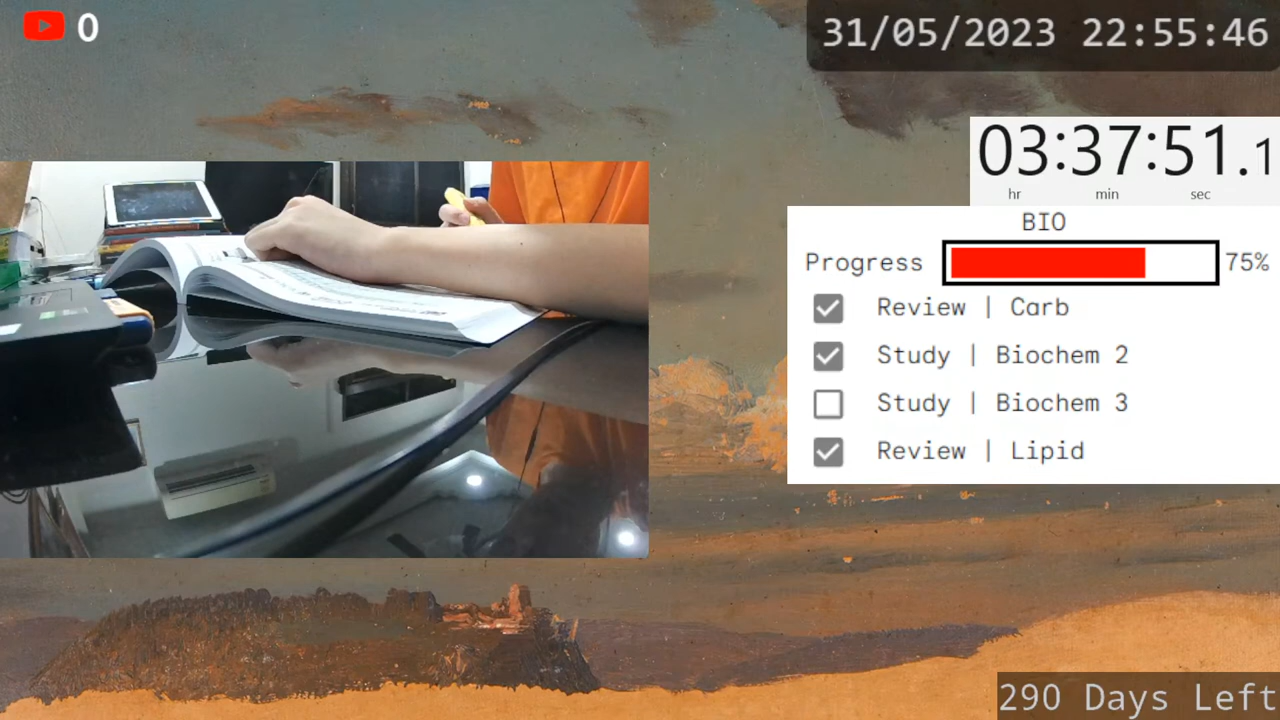 0
31/05/2023 22:55:46
03:37:51.1
hr min sec
BIO
Progress 75%
Review | Carb
Study | Biochem 2
Study | Biochem 3
Review | Lipid
290 Days Left